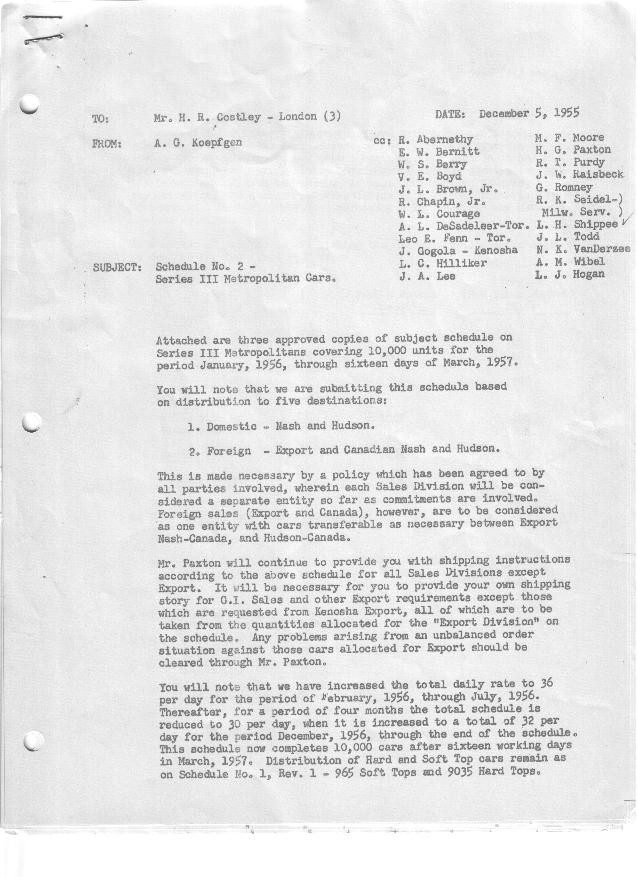 TO: Mr. H. R. Costley - London (3) DATE: December 5, 1955
FROM: A. G. Koepfgen
cc: R. Abernethy M. F. Moore
E. W. Bernitt H. G. Paxton
W. S. Berry R. T. Purdy
V. E. Boyd J. W. Raisbeck
J. L. Brown, Jr. G. Romney
R. Chapin, Jr. R. K. Seidel-)
W. L. Courage Milw. Serv. )
A. L. DeSadeleer-Tor. L. H. Shippee
Leo E. Fenn - Tor. J. L. Todd
J. Gogola - Kenosha N. K. VanDerzee
L. C. Hilliker A. M. Wibel
J. A. Lee L. J. Hogan
SUBJECT: Schedule No. 2 -
Series III Metropolitan Cars.
Attached are three approved copies of subject schedule on
Series III Metropolitans covering 10,000 units for the
period January, 1956, through sixteen days of March, 1957.
You will note that we are submitting this schedule based
on distribution to five destinations:
1. Domestic - Nash and Hudson.
2. Foreign - Export and Canadian Nash and Hudson.
This is made necessary by a policy which has been agreed to by
all parties involved, wherein each Sales Division will be con-
sidered a separate entity so far as commitments are involved.
Foreign sales (Export and Canada), however, are to be considered
as one entity with cars transferable as necessary between Export
Nash-Canada, and Hudson-Canada.
Mr. Paxton will continue to provide you with shipping instructions
according to the above schedule for all Sales Divisions except
Export. It will be necessary for you to provide your own shipping
story for G.I. Sales and other Export requirements except those
which are requested from Kenosha Export, all of which are to be
taken from the quantities allocated for the "Export Division" on
the schedule. Any problems arising from an unbalanced order
situation against those cars allocated for Export should be
cleared through Mr. Paxton.
You will note that we have increased the total daily rate to 36
per day for the period of February, 1956, through July, 1956.
Thereafter, for a period of four months the total schedule is
reduced to 30 per day, when it is increased to a total of 32 per
day for the period December, 1956, through the end of the schedule.
This schedule now completes 10,000 cars after sixteen working days
in March, 1957. Distribution of Hard and Soft Top cars remain as
on Schedule No. 1, Rev. 1 - 965 Soft Tops and 9035 Hard Tops.